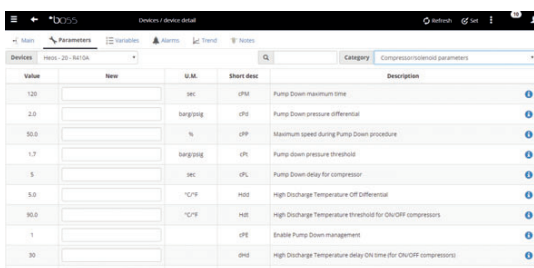 boss Devices / device detail Refresh Set 16
Main Parameters Variables Alarms Trend Notes
Devices Heos - 20 - R410A Category Compressor/solenoid parameters
Value New U.M. Short desc Description
120 sec cPM Pump Down maximum time
2.0 barg/psig cPd Pump Down pressure differential
50.0 % cPP Maximum speed during Pump Down procedure
1.7 barg/psig cPt Pump down pressure threshold
5 sec cPL Pump Down delay for compressor
5.0 °C/°F Hdd High Discharge Temperature Off Differential
90.0 °C/°F Hdt High Discharge Temperature threshold for ON/OFF compressors
1 cPE Enable Pump Down management
30 dHd High Discharge Temperature delay ON time (for ON/OFF compressors)